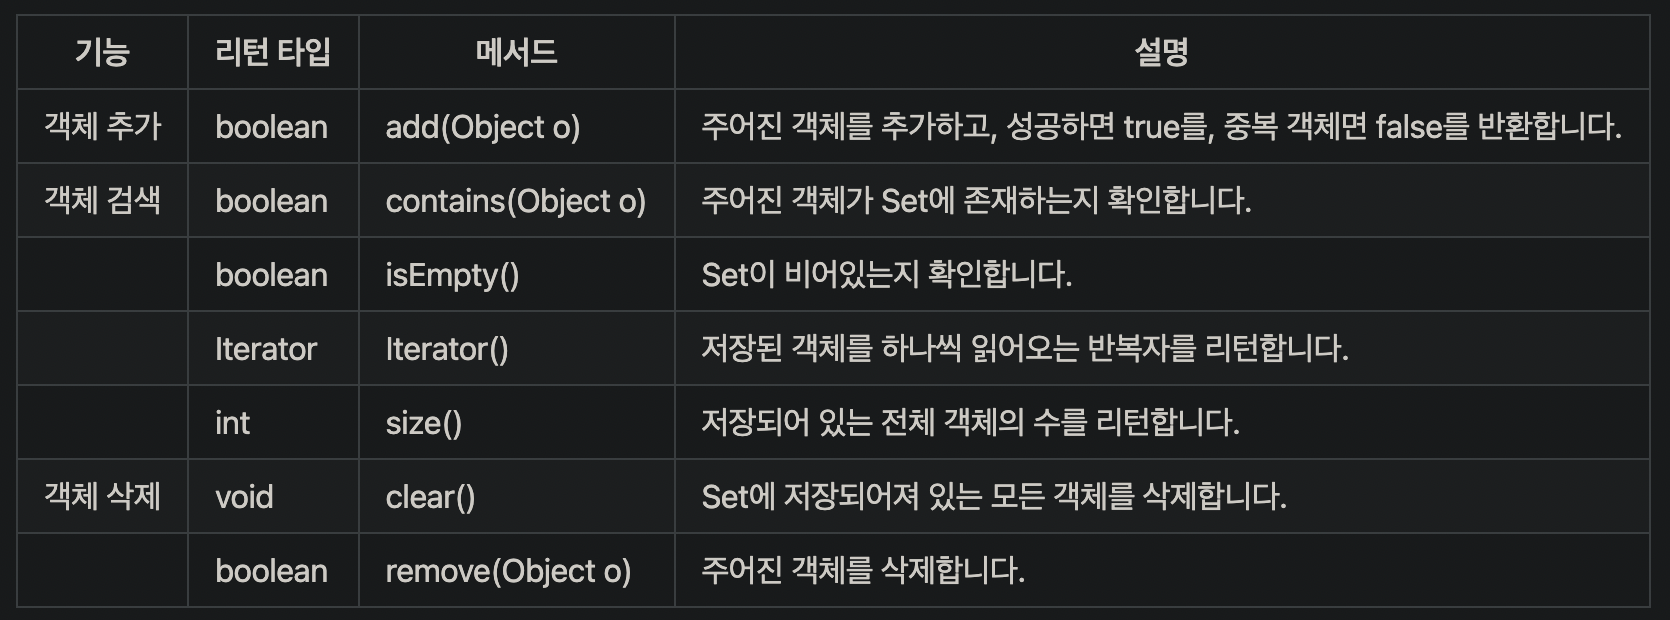 기능 리턴 타입 메서드 설명
객체 추가 boolean add(Object o) 주어진 객체를 추가하고, 성공하면 true를, 중복 객체면 false를 반환합니다.
객체 검색 boolean contains(Object o) 주어진 객체가 Set에 존재하는지 확인합니다.
boolean isEmpty() Set이 비어있는지 확인합니다.
Iterator Iterator() 저장된 객체를 하나씩 읽어오는 반복자를 리턴합니다.
int size() 저장되어 있는 전체 객체의 수를 리턴합니다.
객체 삭제 void clear() Set에 저장되어져 있는 모든 객체를 삭제합니다.
boolean remove(Object o) 주어진 객체를 삭제합니다.